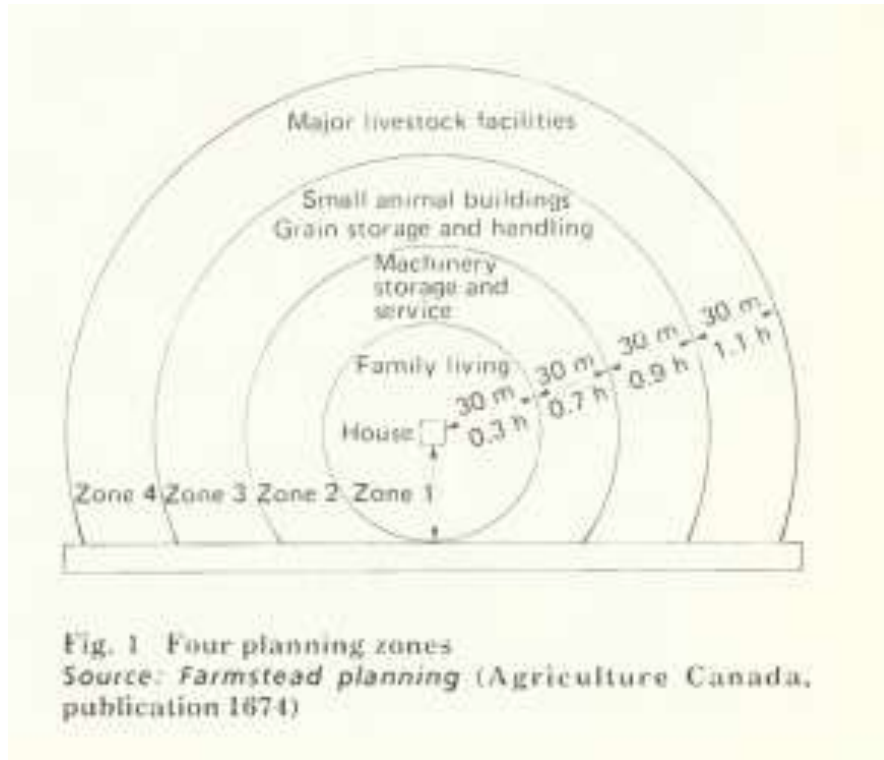 Major livestock facilities
Small animal buildings
Grain storage and handling
Machinery
storage and
service
Family living
House
30 m
0.3 h
30 m
0.7 h
30 m
0.9 h
30 m
1.1 h
Zone 4 Zone 3 Zone 2 Zone 1
Fig. 1 Four planning zones
Source: Farmstead planning (Agriculture Canada,
publication 1674)